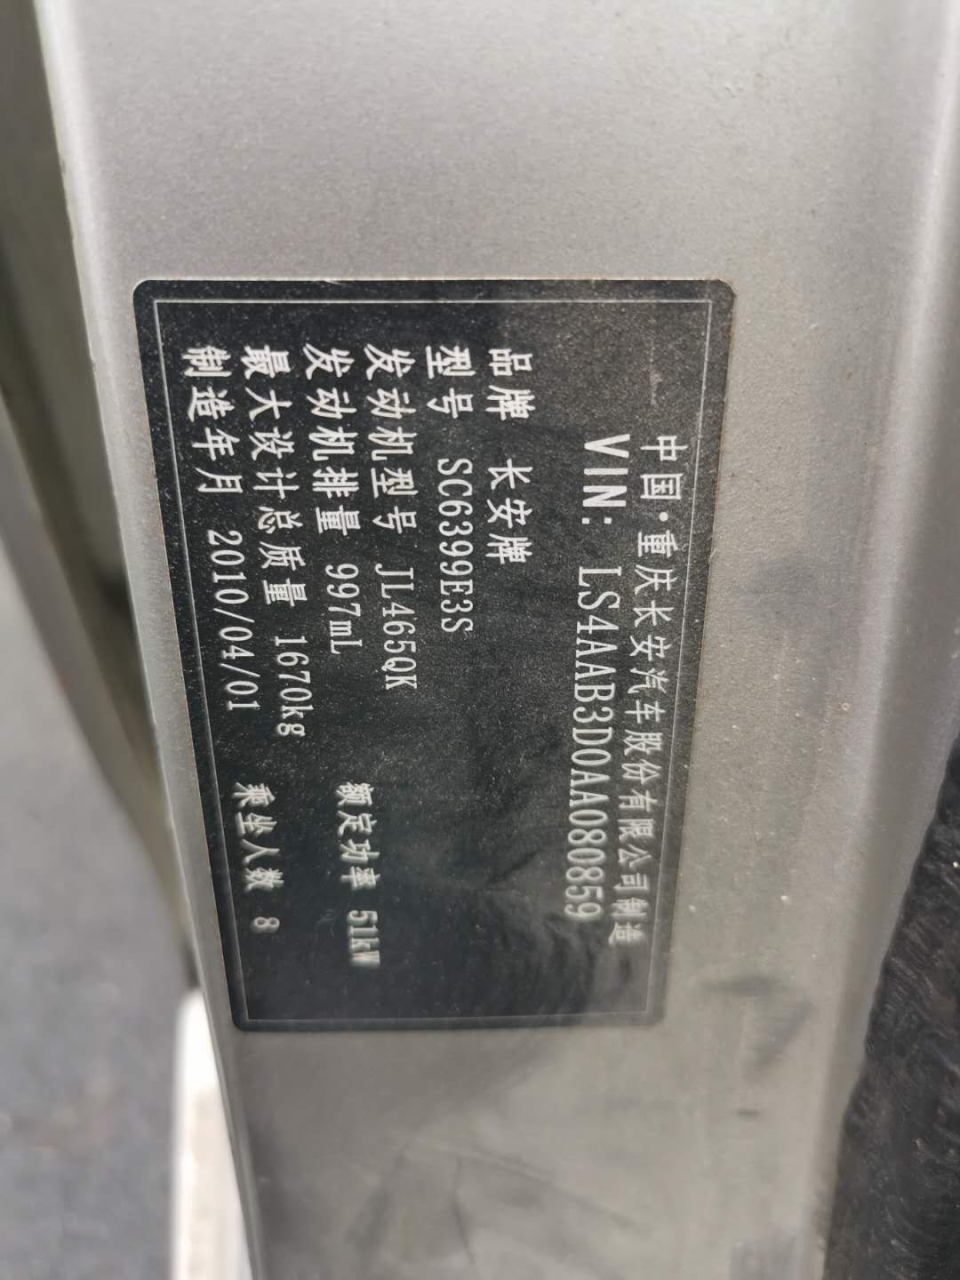 中国·重庆长安汽车股份有限公司制造
VIN: LS4AAB3D0AA080859
品牌 长安牌
型号 SC6399E3S
发动机型号 JL465QK
发动机排量 997mL 额定功率 51kW
最大设计总质量 1670kg
制造年月 2010/04/01 乘坐人数 8